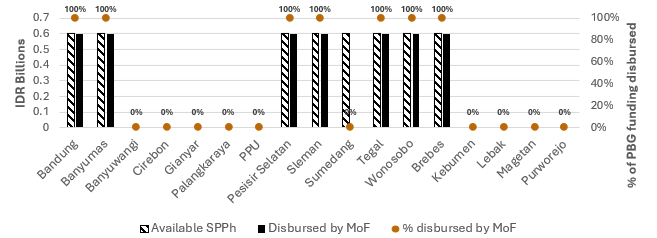 100% 100% 0% 0% 0% 0% 0% 100% 100% 0% 100% 100% 100% 0% 0% 0% 0%
IDR Billions
0.7
0.6
0.5
0.4
0.3
0.2
0.1
0
100%
80%
60%
40%
20%
0%
% of PBG funding disbursed
Bandung
Banyumas
Banyuwangi
Cirebon
Gianyar
Palangkaraya
PPU
Pesisir Selatan
Sleman
Sumedang
Tegal
Wonosobo
Brebes
Kebumen
Lebak
Magetan
Purworejo
Available SPPh Disbursed by MoF % disbursed by MoF